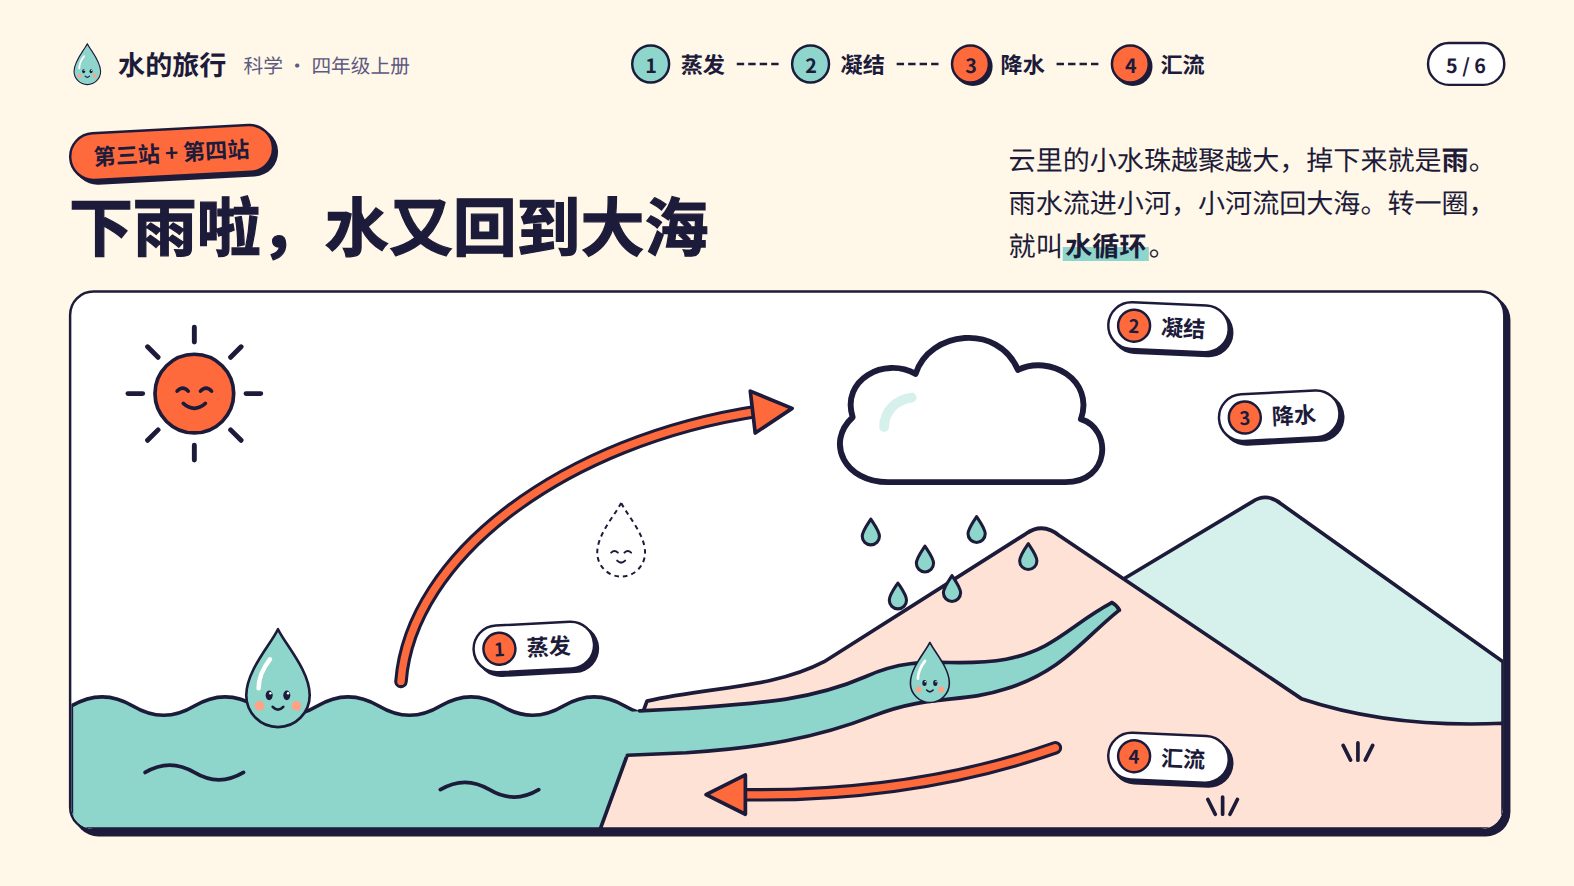 水的旅行 科学 · 四年级上册
1 蒸发 2 凝结 3 降水 4 汇流
5 / 6
第三站 + 第四站
下雨啦，水又回到大海
云里的小水珠越聚越大，掉下来就是雨。
雨水流进小河，小河流回大海。转一圈，
就叫水循环。
2 凝结
3 降水
1 蒸发
4 汇流